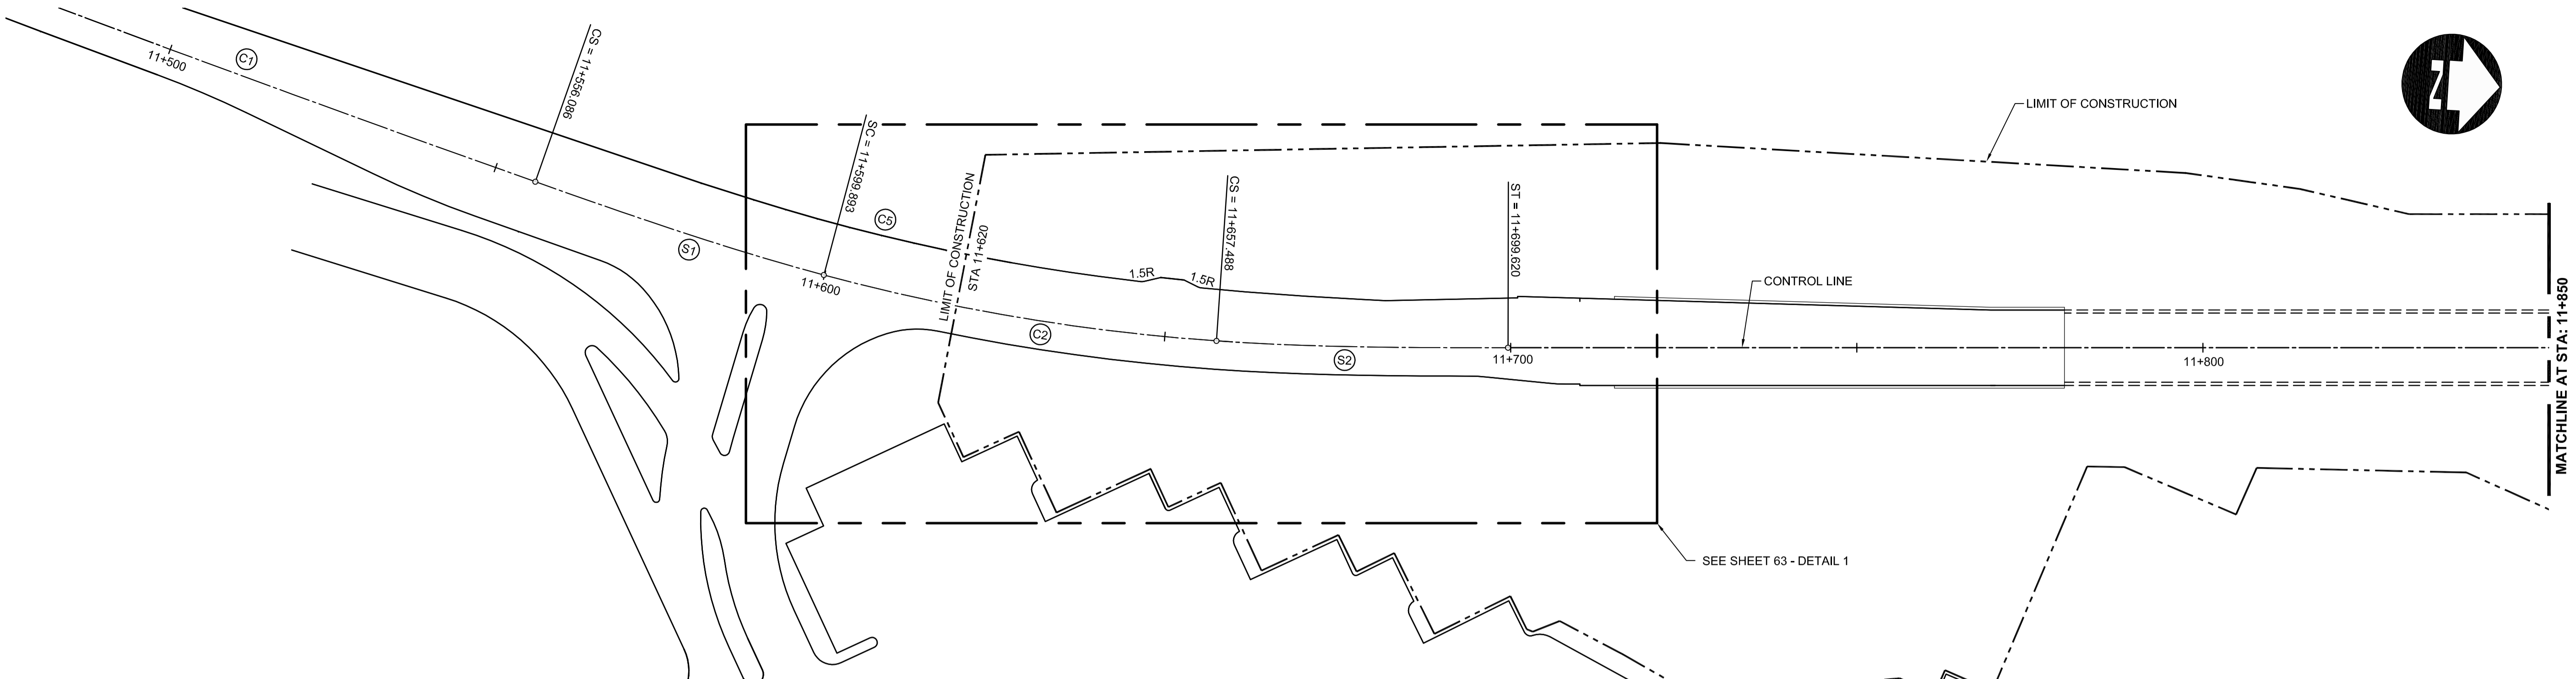 11+500
C1
CS = 11+556.086
S1
SC = 11+599.893
11+600
C5
LIMIT OF CONSTRUCTION
STA 11+620
C2
1.5R
1.5R
CS = 11+657.488
S2
ST = 11+699.620
11+700
CONTROL LINE
LIMIT OF CONSTRUCTION
11+800
SEE SHEET 63 - DETAIL 1
N
MATCHLINE AT STA: 11+850